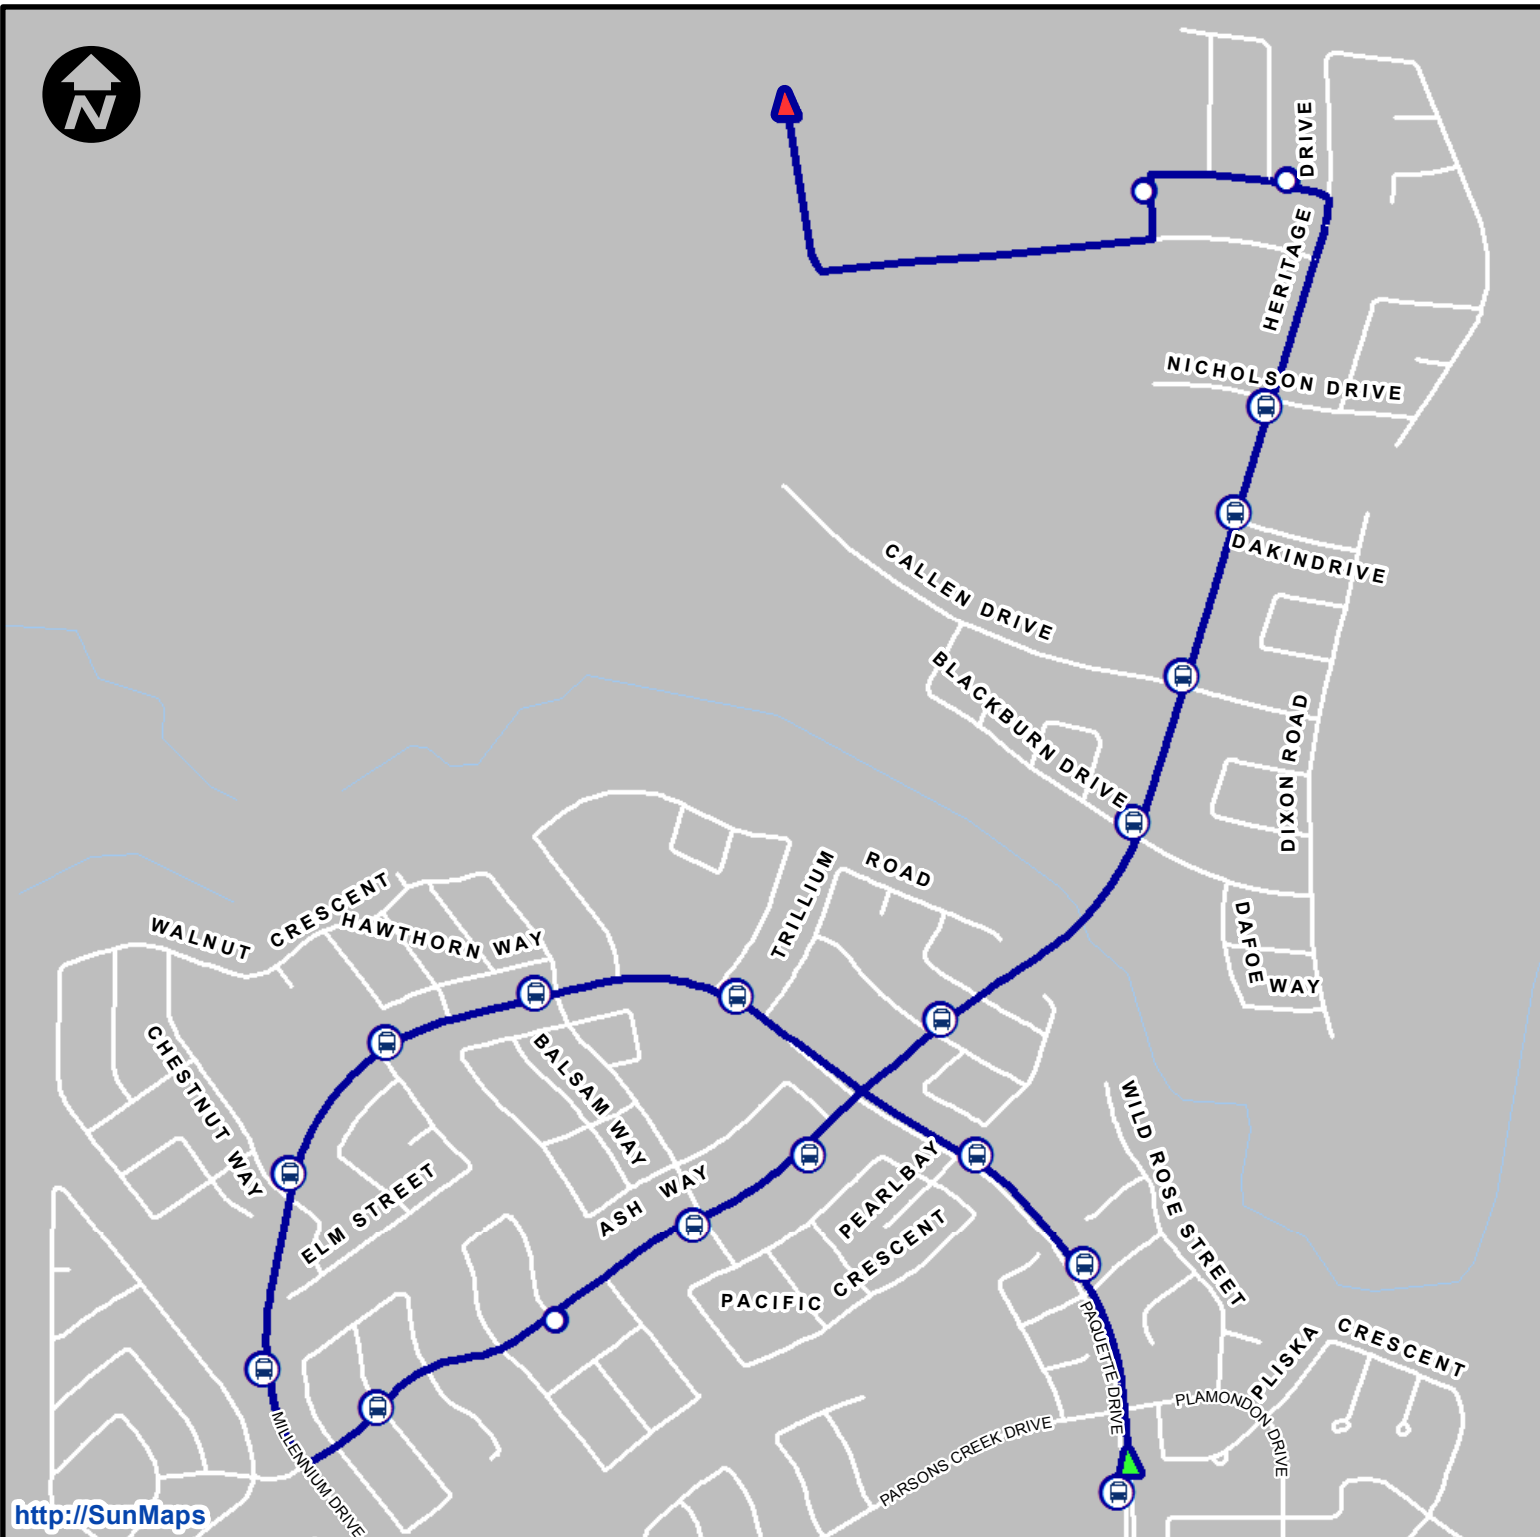 N
DRIVE
HERITAGE
NICHOLSON DRIVE
DAKINDRIVE
CALLEN DRIVE
BLACKBURN DRIVE
DIXON ROAD
TRILLIUM
ROAD
WALNUT
CRESCENT
HAWTHORN WAY
DAFOE
WAY
CHESTNUT WAY
BALSAM WAY
WILD ROSE STREET
ELM STREET
ASH WAY
PEARLBAY
PACIFIC CRESCENT
PAQUETTE DRIVE
PLISKA
CRESCENT
PLAMONDON DRIVE
PARSONS CREEK DRIVE
MILLENNIUM DRIVE
http://SunMaps